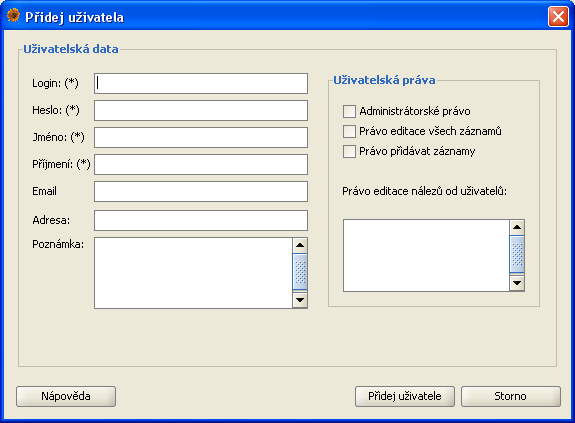 Přidej uživatela
Uživatelská data
Login: (*)
Heslo: (*)
Jméno: (*)
Příjmení: (*)
Email
Adresa:
Poznámka:
Uživatelská práva
Administrátorské právo
Právo editace všech záznamů
Právo přidávat záznamy
Právo editace nálezů od uživatelů:
Nápověda
Přidej uživatele
Storno